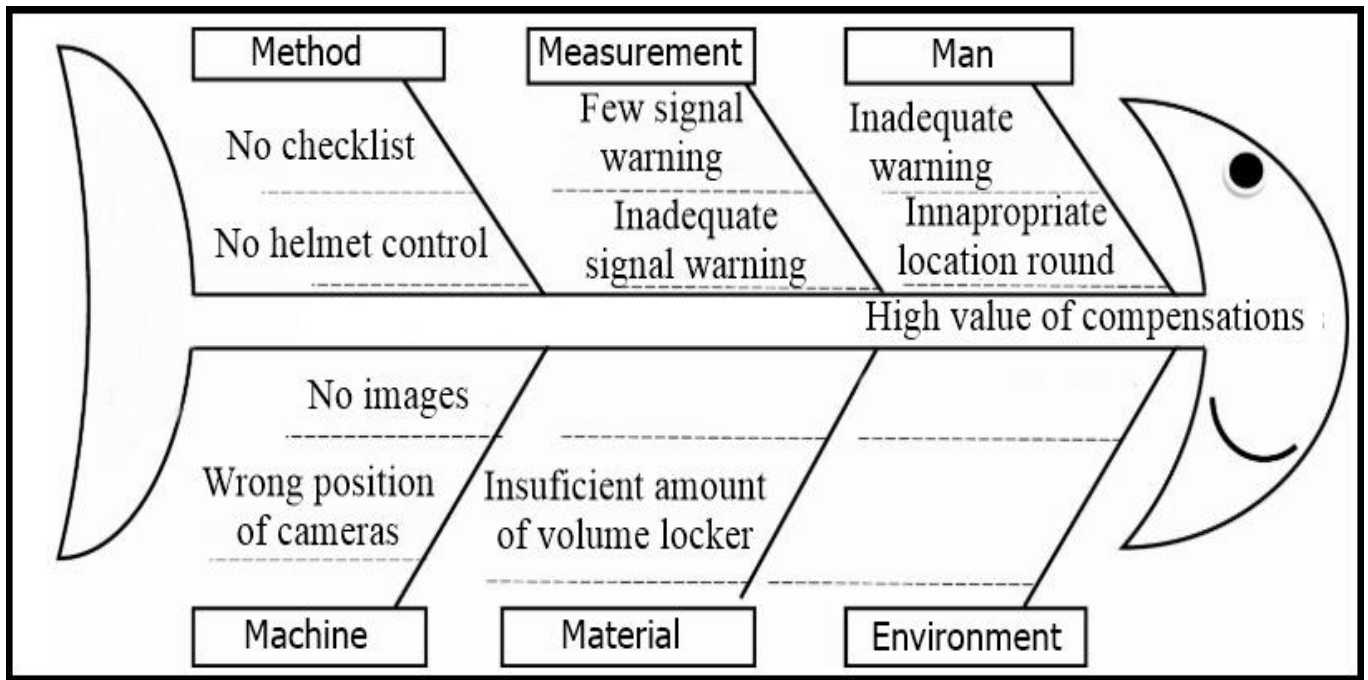 Method
Measurement
Man
No checklist
No helmet control
Few signal
warning
Inadequate
signal warning
Inadequate
warning
Innapropriate
location round
High value of compensations
No images
Wrong position
of cameras
Insuficient amount
of volume locker
Machine
Material
Environment